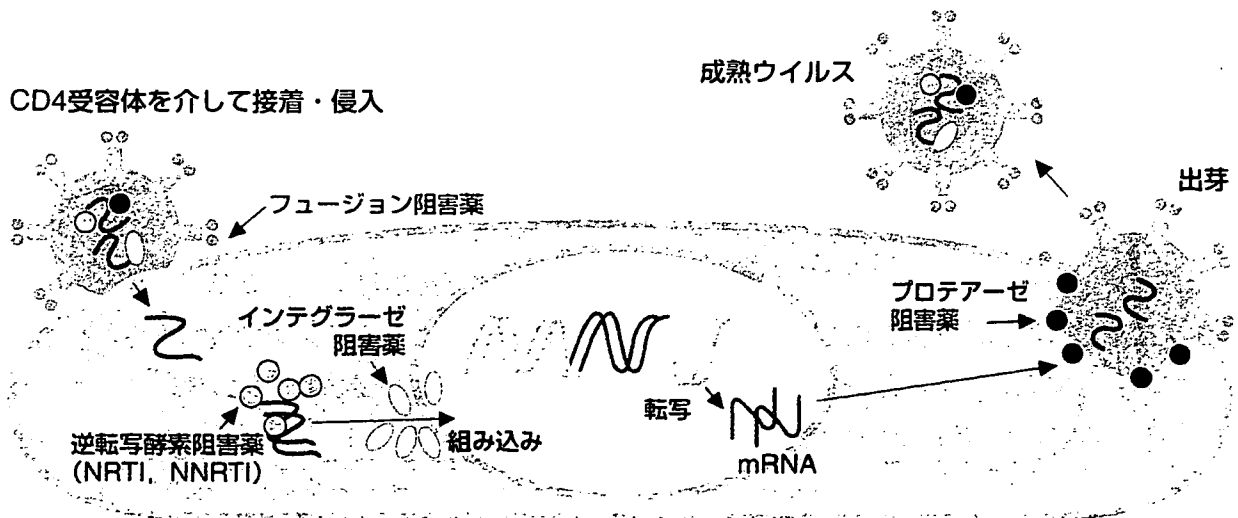 成熟ウイルス
CD4受容体を介して接着・侵入
出芽
フュージョン阻害薬
プロテアーゼ
阻害薬
インテグラーゼ
阻害薬
転写
逆転写酵素阻害薬
(NRTI, NNRTI)
組み込み
mRNA